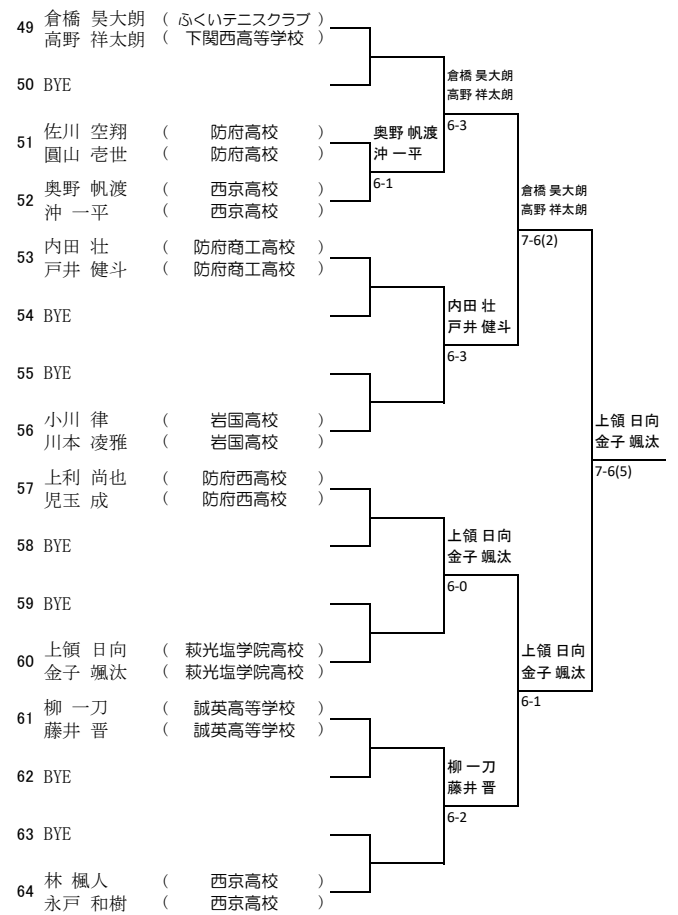 49 倉橋 昊大朗 ( ふくいテニスクラブ )
高野 祥太朗 ( 下関西高等学校 )
50 BYE
倉橋 昊大朗
高野 祥太朗
6-3
51 佐川 空翔 ( 防府高校 )
圓山 壱世 ( 防府高校 )
奥野 帆渡
沖 一平
6-1
52 奥野 帆渡 ( 西京高校 )
沖 一平 ( 西京高校 )
倉橋 昊大朗
高野 祥太朗
7-6(2)
53 内田 壮 ( 防府商工高校 )
戸井 健斗 ( 防府商工高校 )
54 BYE
内田 壮
戸井 健斗
6-3
55 BYE
56 小川 律 ( 岩国高校 )
川本 凌雅 ( 岩国高校 )
上領 日向
金子 颯汰
7-6(5)
57 上利 尚也 ( 防府西高校 )
児玉 成 ( 防府西高校 )
58 BYE
上領 日向
金子 颯汰
6-0
59 BYE
60 上領 日向 ( 萩光塩学院高校 )
金子 颯汰 ( 萩光塩学院高校 )
上領 日向
金子 颯汰
6-1
61 柳 一刀 ( 誠英高等学校 )
藤井 晋 ( 誠英高等学校 )
62 BYE
柳 一刀
藤井 晋
6-2
63 BYE
64 林 楓人 ( 西京高校 )
永戸 和樹 ( 西京高校 )